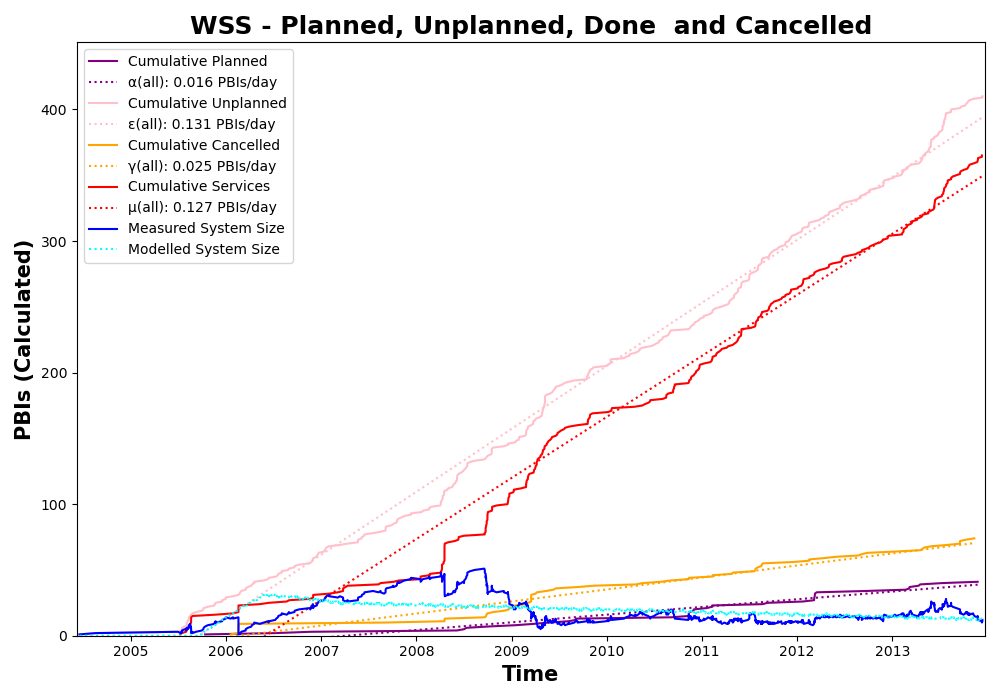 WSS - Planned, Unplanned, Done  and Cancelled
Cumulative Planned
α(all): 0.016 PBIs/day
Cumulative Unplanned
ε(all): 0.131 PBIs/day
Cumulative Cancelled
γ(all): 0.025 PBIs/day
Cumulative Services
μ(all): 0.127 PBIs/day
Measured System Size
Modelled System Size
PBIs (Calculated)
400
300
200
100
0
2005 2006 2007 2008 2009 2010 2011 2012 2013
Time